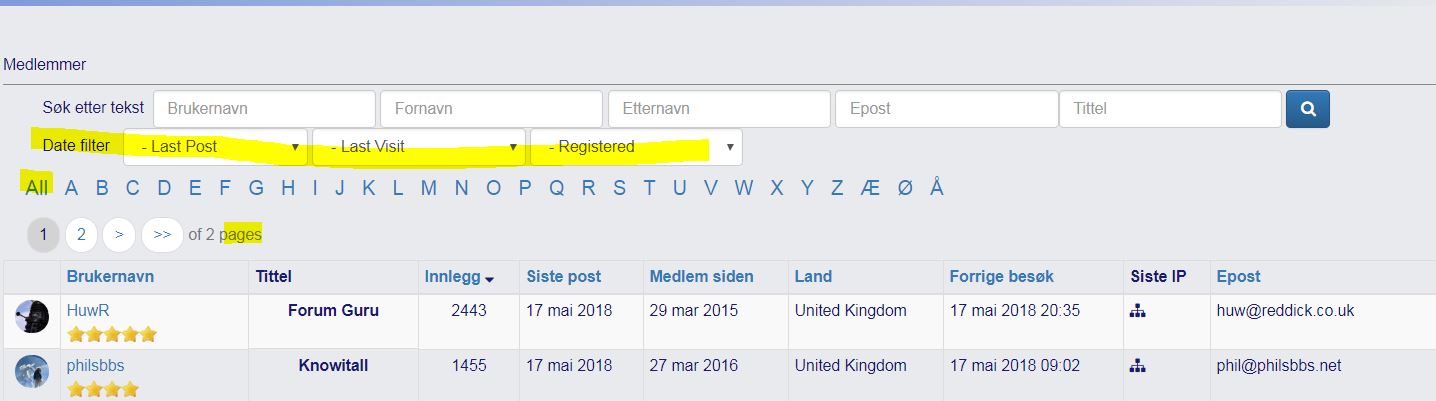 Medlemmer
Søk etter tekst Brukernavn Fornavn Etternavn Epost Tittel
Date filter - Last Post - Last Visit - Registered
All A B C D E F G H I J K L M N O P Q R S T U V W X Y Z Æ Ø Å
1 2 > >> of 2 pages
Brukernavn Tittel Innlegg Siste post Medlem siden Land Forrige besøk Siste IP Epost
HuwR Forum Guru 2443 17 mai 2018 29 mar 2015 United Kingdom 17 mai 2018 20:35 huw@reddick.co.uk
philsbbs Knowitall 1455 17 mai 2018 27 mar 2016 United Kingdom 17 mai 2018 09:02 phil@philsbbs.net